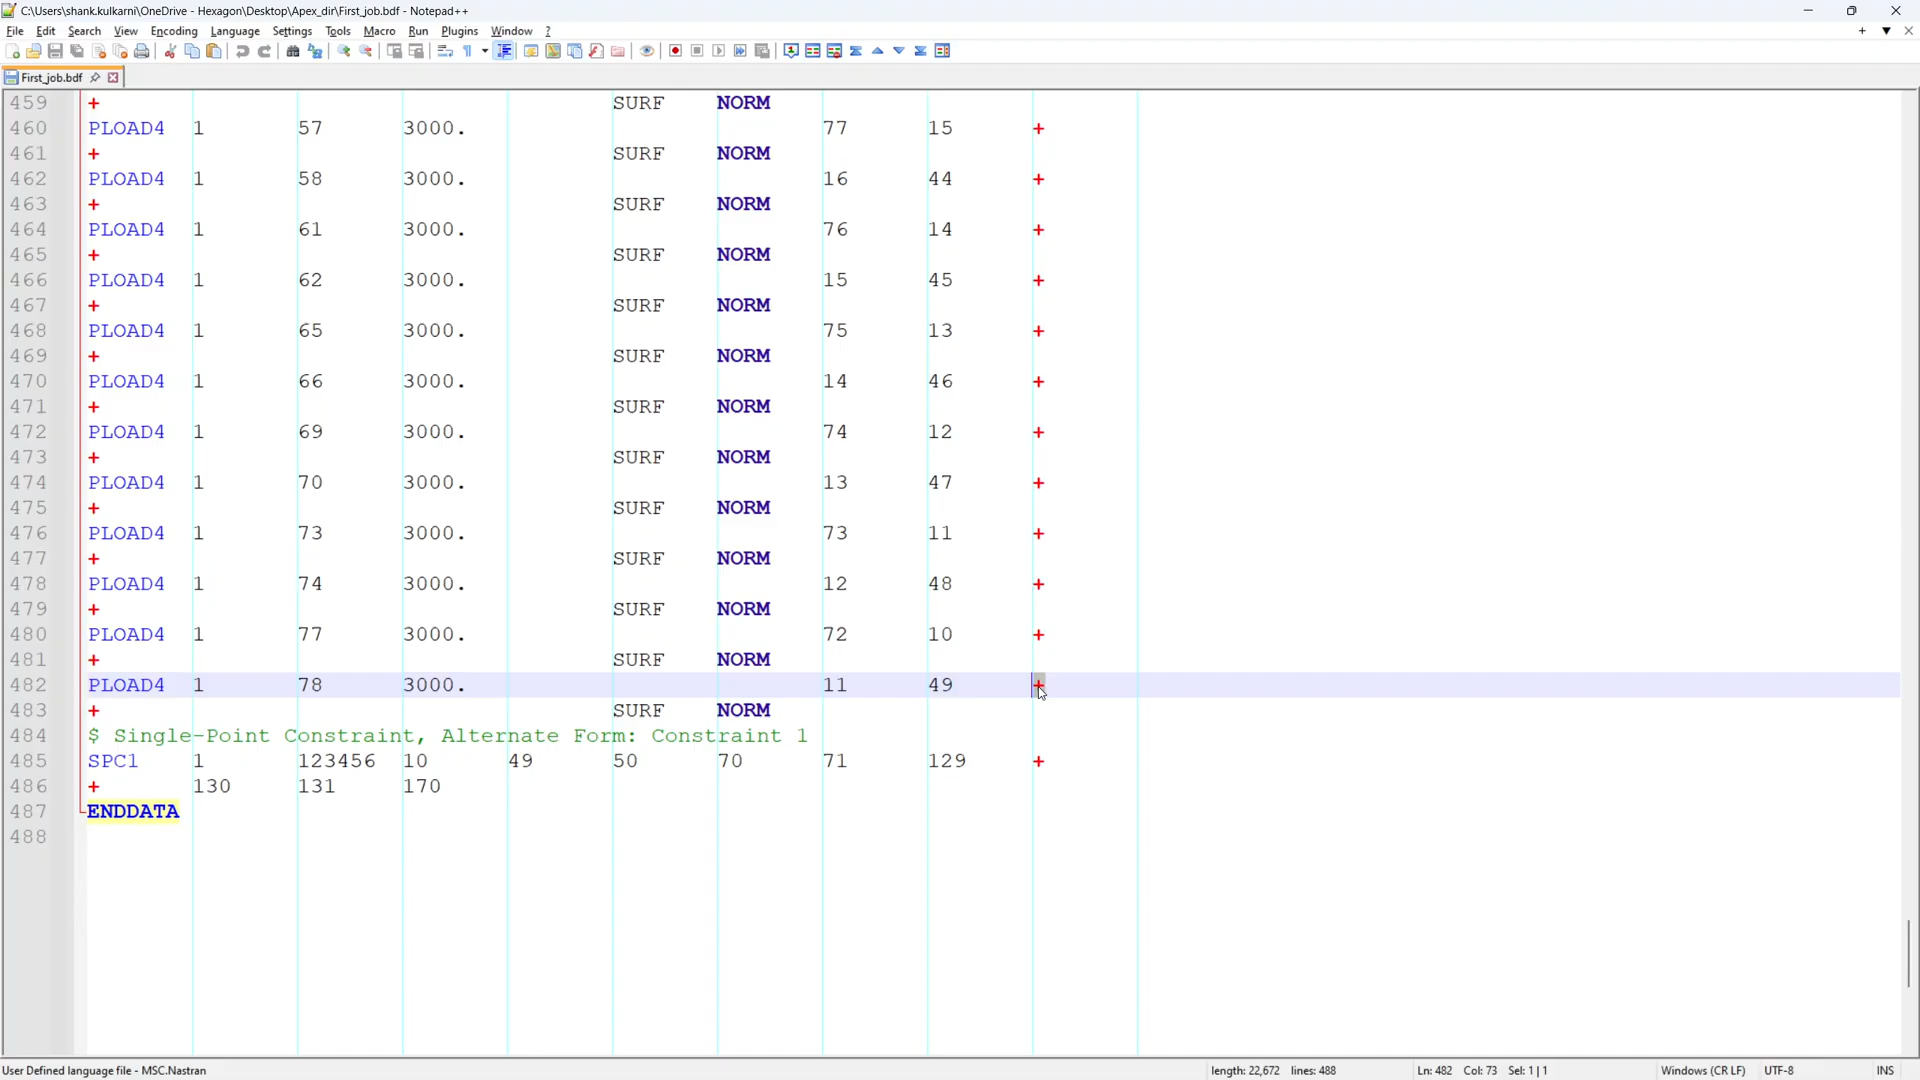 C:\Users\shank.kulkarni\OneDrive - Hexagon\Desktop\Apex_dir\First_job.bdf - Notepad++
File Edit Search View Encoding Language Settings Tools Macro Run Plugins Window ?
First_job.bdf
459 + SURF NORM
460 PLOAD4 1 57 3000. 77 15 +
461 + SURF NORM
462 PLOAD4 1 58 3000. 16 44 +
463 + SURF NORM
464 PLOAD4 1 61 3000. 76 14 +
465 + SURF NORM
466 PLOAD4 1 62 3000. 15 45 +
467 + SURF NORM
468 PLOAD4 1 65 3000. 75 13 +
469 + SURF NORM
470 PLOAD4 1 66 3000. 14 46 +
471 + SURF NORM
472 PLOAD4 1 69 3000. 74 12 +
473 + SURF NORM
474 PLOAD4 1 70 3000. 13 47 +
475 + SURF NORM
476 PLOAD4 1 73 3000. 73 11 +
477 + SURF NORM
478 PLOAD4 1 74 3000. 12 48 +
479 + SURF NORM
480 PLOAD4 1 77 3000. 72 10 +
481 + SURF NORM
482 PLOAD4 1 78 3000. 11 49 +
483 + SURF NORM
484 $ Single-Point Constraint, Alternate Form: Constraint 1
485 SPC1 1 123456 10 49 50 70 71 129 +
486 + 130 131 170
487 ENDDATA
488
User Defined language file - MSC.Nastran length: 22,672 lines: 488 Ln: 482 Col: 73 Sel: 1 | 1 Windows (CR LF) UTF-8 INS